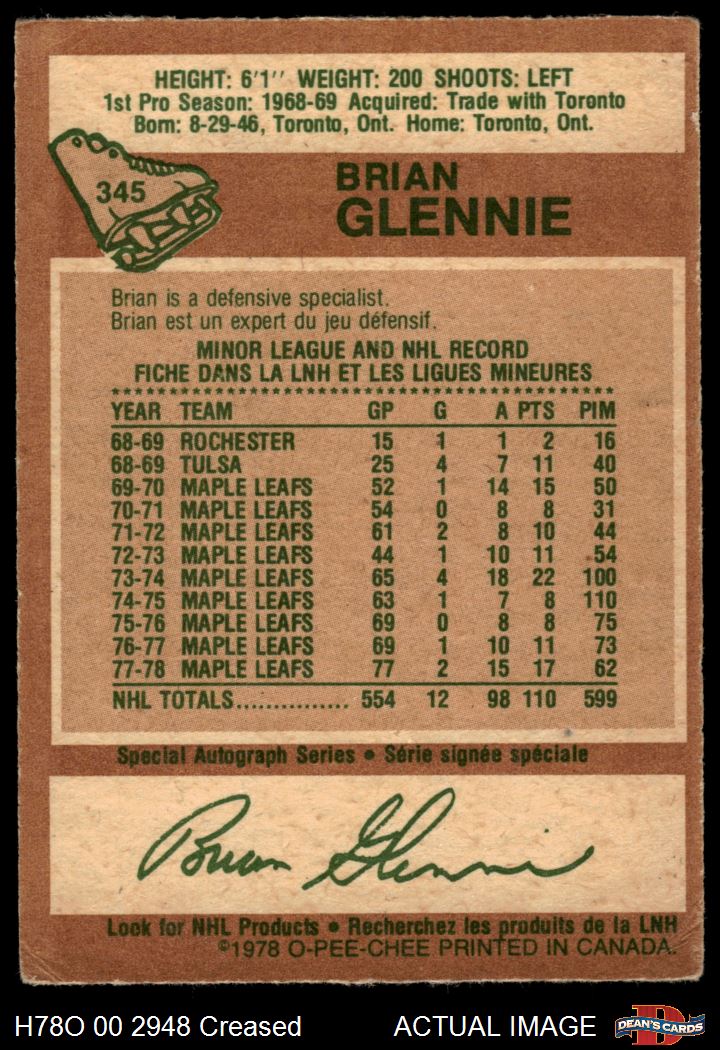 HEIGHT: 6'1'' WEIGHT: 200 SHOOTS: LEFT
1st Pro Season: 1968-69 Acquired: Trade with Toronto
Born: 8-29-46, Toronto, Ont. Home: Toronto, Ont.
345
BRIAN
GLENNIE
Brian is a defensive specialist.
Brian est un expert du jeu défensif.
MINOR LEAGUE AND NHL RECORD
FICHE DANS LA LNH ET LES LIGUES MINEURES
YEAR TEAM GP G A PTS PIM
68-69 ROCHESTER 15 1 1 2 16
68-69 TULSA 25 4 7 11 40
69-70 MAPLE LEAFS 52 1 14 15 50
70-71 MAPLE LEAFS 54 0 8 8 31
71-72 MAPLE LEAFS 61 2 8 10 44
72-73 MAPLE LEAFS 44 1 10 11 54
73-74 MAPLE LEAFS 65 4 18 22 100
74-75 MAPLE LEAFS 63 1 7 8 110
75-76 MAPLE LEAFS 69 0 8 8 75
76-77 MAPLE LEAFS 69 1 10 11 73
77-78 MAPLE LEAFS 77 2 15 17 62
NHL TOTALS............... 554 12 98 110 599
Special Autograph Series • Série signée spéciale
Brian Glennie
Look for NHL Products • Recherchez les produits de la LNH
©1978 O-PEE-CHEE PRINTED IN CANADA.
H78O 00 2948 Creased ACTUAL IMAGE DEAN'S CARDS